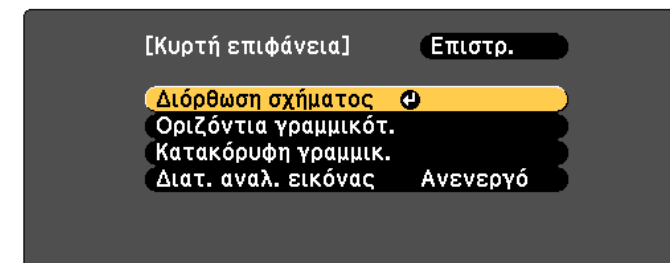 [Κυρτή επιφάνεια] Επιστρ.
Διόρθωση σχήματος
Οριζόντια γραμμικότ.
Κατακόρυφη γραμμικ.
Διατ. αναλ. εικόνας Ανενεργό